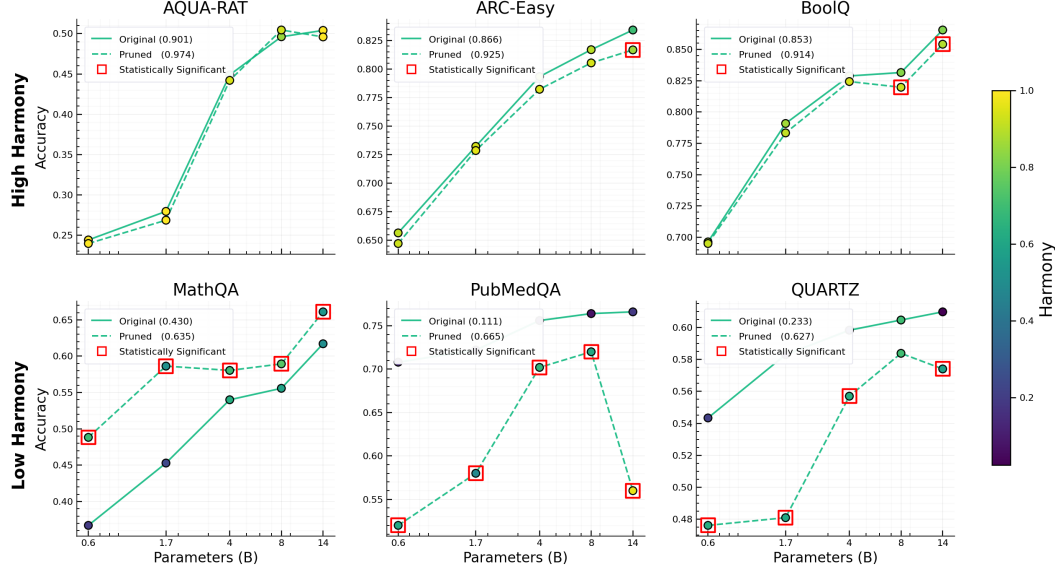 AQUA-RAT
ARC-Easy
BoolQ
High Harmony
Accuracy
0.50
0.45
0.40
0.35
0.30
0.25
Original (0.901)
Pruned (0.974)
Statistically Significant
0.825
0.800
0.775
0.750
0.725
0.700
0.675
0.650
Original (0.866)
Pruned (0.925)
Statistically Significant
0.850
0.825
0.800
0.775
0.750
0.725
0.700
Original (0.853)
Pruned (0.914)
Statistically Significant
MathQA
PubMedQA
QUARTZ
Low Harmony
Accuracy
0.65
0.60
0.55
0.50
0.45
0.40
Original (0.430)
Pruned (0.635)
Statistically Significant
0.6 1.7 4 8 14
Parameters (B)
0.75
0.70
0.65
0.60
0.55
Original (0.111)
Pruned (0.665)
Statistically Significant
0.6 1.7 4 8 14
Parameters (B)
0.60
0.58
0.56
0.54
0.52
0.50
0.48
Original (0.233)
Pruned (0.627)
Statistically Significant
0.6 1.7 4 8 14
Parameters (B)
1.0
0.8
0.6
0.4
0.2
Harmony